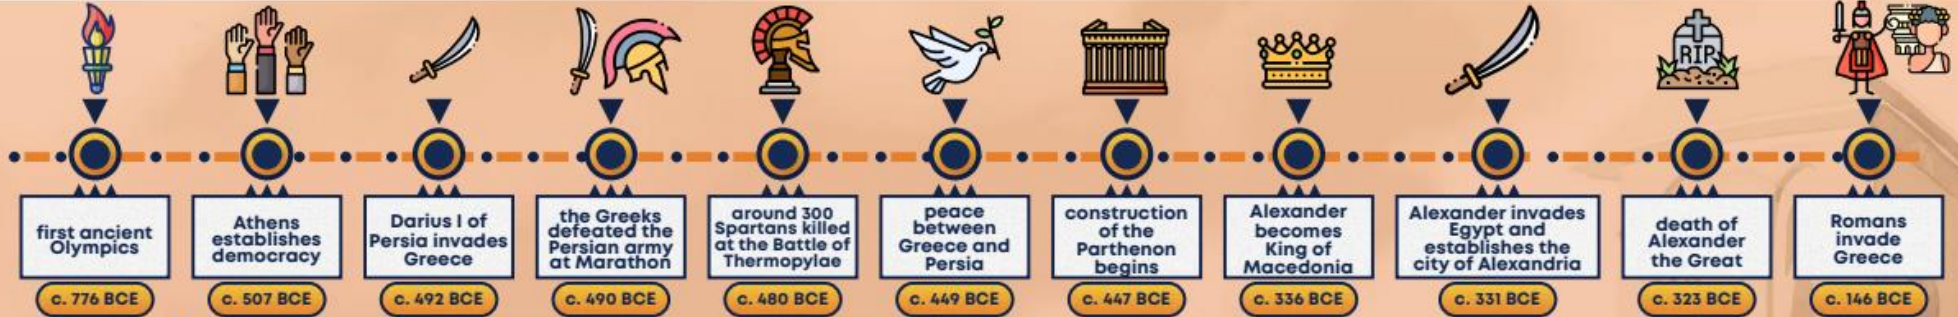 RIP
first ancient
Olympics
c. 776 BCE
Athens
establishes
democracy
c. 507 BCE
Darius I of
Persia invades
Greece
c. 492 BCE
the Greeks
defeated the
Persian army
at Marathon
c. 490 BCE
around 300
Spartans killed
at the Battle of
Thermopylae
c. 480 BCE
peace
between
Greece and
Persia
c. 449 BCE
construction
of the
Parthenon
begins
c. 447 BCE
Alexander
becomes
King of
Macedonia
c. 336 BCE
Alexander invades
Egypt and
establishes the
city of Alexandria
c. 331 BCE
death of
Alexander
the Great
c. 323 BCE
Romans
invade
Greece
c. 146 BCE